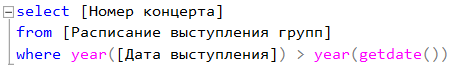 select [Номер концерта]
from [Расписание выступления групп]
where year([Дата выступления]) > year(getdate())